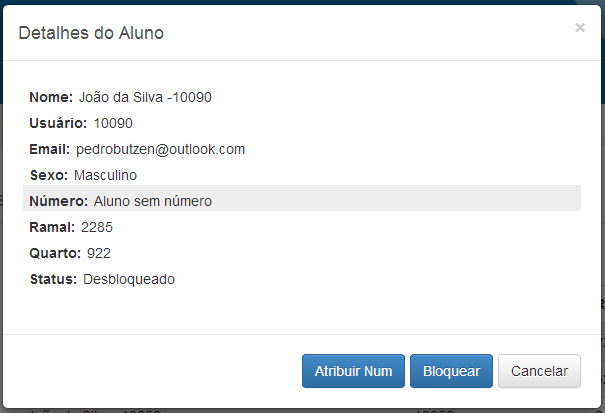 Detalhes do Aluno ×
Nome: João da Silva -10090
Usuário: 10090
Email: pedrobutzen@outlook.com
Sexo: Masculino
Número: Aluno sem número
Ramal: 2285
Quarto: 922
Status: Desbloqueado
Atribuir Num Bloquear Cancelar